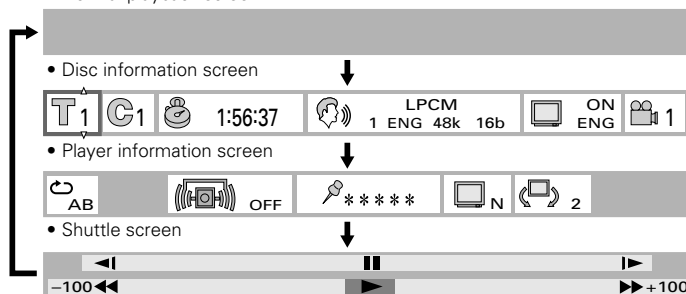 • Disc information screen
T 1 C 1 1:56:37 1 LPCM ENG 48k 16b ON ENG 1
• Player information screen
AB OFF ***** N 2
• Shuttle screen
–100 +100